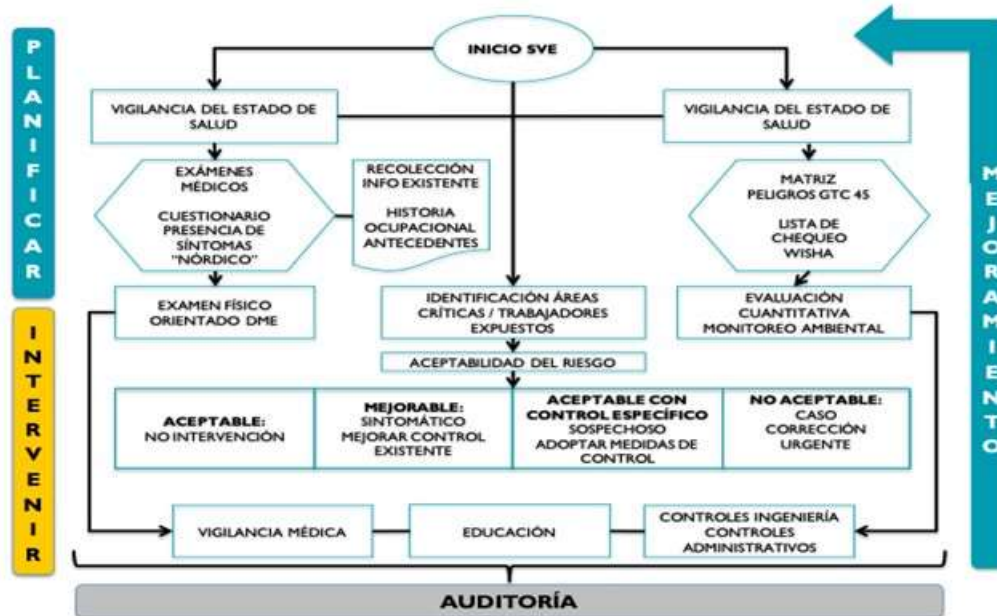 PLANIFICAR
INTERVENIR
MEJORAMIENTO
INICIO SVE
VIGILANCIA DEL ESTADO DE
SALUD
VIGILANCIA DEL ESTADO DE
SALUD
EXÁMENES
MÉDICOS
CUESTIONARIO
PRESENCIA DE
SÍNTOMAS
"NÓRDICO"
RECOLECCIÓN
INFO EXISTENTE
HISTORIA
OCUPACIONAL
ANTECEDENTES
MATRIZ
PELIGROS GTC 45
LISTA DE
CHEQUEO
WISHA
EXAMEN FÍSICO
ORIENTADO DME
IDENTIFICACIÓN ÁREAS
CRÍTICAS / TRABAJADORES
EXPUESTOS
EVALUACIÓN
CUANTITATIVA
MONITOREO AMBIENTAL
ACEPTABILIDAD DEL RIESGO
ACEPTABLE:
NO INTERVENCIÓN
MEJORABLE:
SINTOMÁTICO
MEJORAR CONTROL
EXISTENTE
ACEPTABLE CON
CONTROL ESPECÍFICO
SOSPECHOSO
ADOPTAR MEDIDAS DE
CONTROL
NO ACEPTABLE:
CASO
CORRECCIÓN
URGENTE
VIGILANCIA MÉDICA
EDUCACIÓN
CONTROLES INGENIERÍA
CONTROLES
ADMINISTRATIVOS
AUDITORÍA